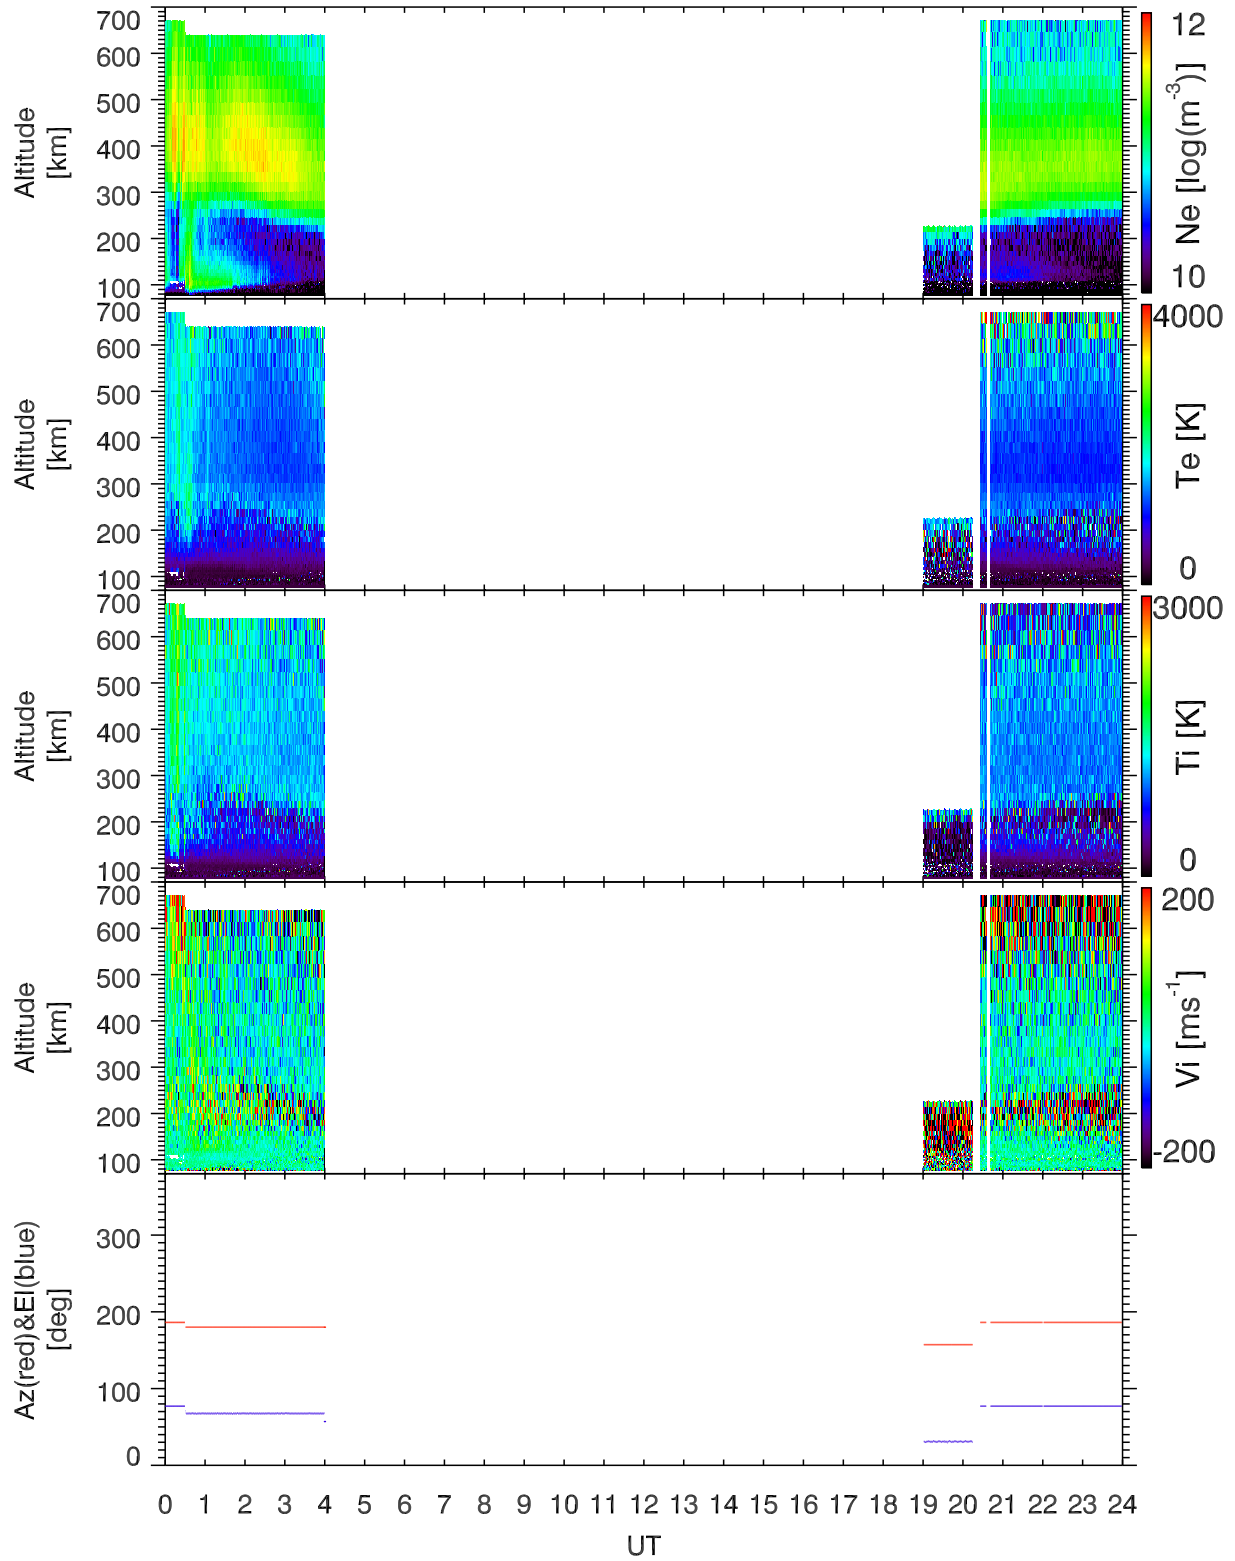 700
600
500
400
300
200
100
Altitude
[km]
12
10
Ne [log(m⁻³)]
700
600
500
400
300
200
100
Altitude
[km]
4000
0
Te [K]
700
600
500
400
300
200
100
Altitude
[km]
3000
0
Ti [K]
700
600
500
400
300
200
100
Altitude
[km]
200
-200
Vi [ms⁻¹]
300
200
100
0
Az(red)&El(blue)
[deg]
0 1 2 3 4 5 6 7 8 9 10 11 12 13 14 15 16 17 18 19 20 21 22 23 24
UT